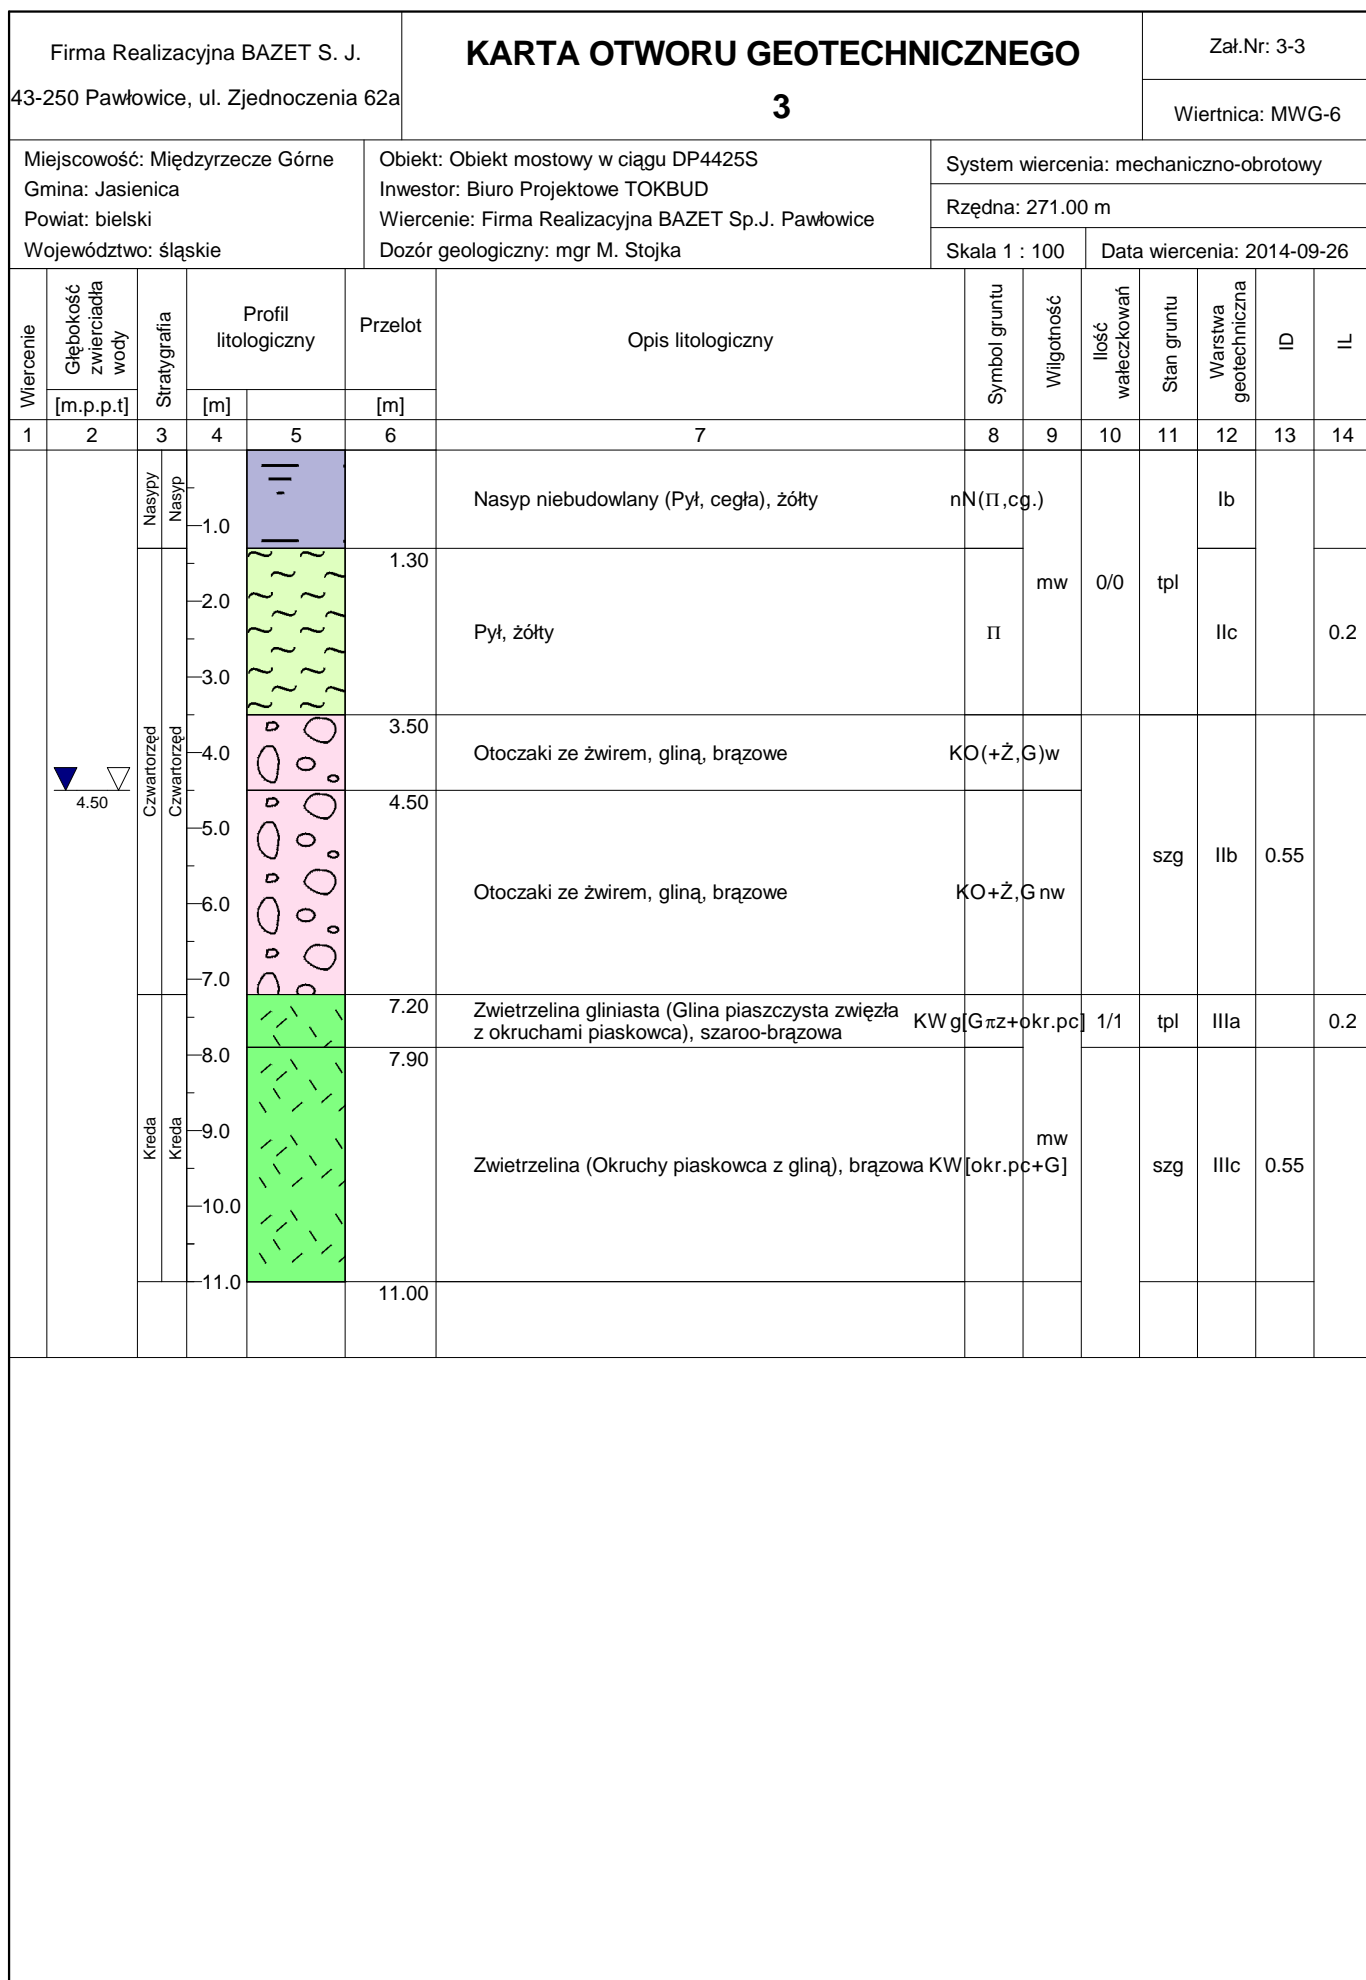 Firma Realizacyjna BAZET S. J.
43-250 Pawłowice, ul. Zjednoczenia 62a
KARTA OTWORU GEOTECHNICZNEGO
3
Zał.Nr: 3-3
Wiertnica: MWG-6
Miejscowość: Międzyrzecze Górne
Gmina: Jasienica
Powiat: bielski
Województwo: śląskie
Obiekt: Obiekt mostowy w ciągu DP4425S
Inwestor: Biuro Projektowe TOKBUD
Wiercenie: Firma Realizacyjna BAZET Sp.J. Pawłowice
Dozór geologiczny: mgr M. Stojka
System wiercenia: mechaniczno-obrotowy
Rzędna: 271.00 m
Skala 1 : 100
Data wiercenia: 2014-09-26
Wiercenie
Głębokość zwierciadła wody
[m.p.p.t]
Stratygrafia
Profil litologiczny
[m]
Przelot
[m]
Opis litologiczny
Symbol gruntu
Wilgotność
Ilość wałeczkowań
Stan gruntu
Warstwa geotechniczna
ID
IL
1 2 3 4 5 6 7 8 9 10 11 12 13 14
Nasypy
Nasyp
1.0
Nasyp niebudowlany (Pył, cegła), żółty nN(Π,cg.) Ib
1.30
mw 0/0 tpl
2.0
Pył, żółty Π IIc 0.2
3.0
3.50
Czwartorzęd
Czwartorzęd
4.0
Otoczaki ze żwirem, gliną, brązowe KO(+Ż,G)w
4.50
4.50
5.0
szg IIb 0.55
Otoczaki ze żwirem, gliną, brązowe KO+Ż,G nw
6.0
7.0
7.20
Zwietrzelina gliniasta (Glina piaszczysta zwięzła
z okruchami piaskowca), szaroo-brązowa KWg[Gπz+okr.pc] 1/1 tpl IIIa 0.2
8.0
7.90
Kreda
Kreda
9.0
mw
Zwietrzelina (Okruchy piaskowca z gliną), brązowa KW[okr.pc+G] szg IIIc 0.55
10.0
11.0
11.00